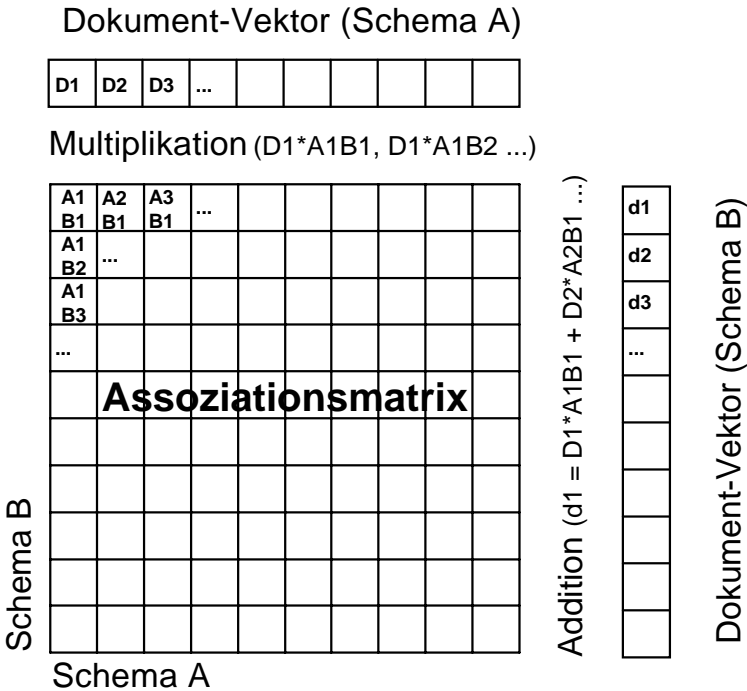 Dokument-Vektor (Schema A)
D1 D2 D3 ...
Multiplikation (D1*A1B1, D1*A1B2 ...)
A1 A2 A3 ...
B1 B1 B1
A1 ...
B2
A1
B3
...
Assoziationsmatrix
Schema B
Schema A
Addition (d1 = D1*A1B1 + D2*A2B1 ...)
d1
d2
d3
...
Dokument-Vektor (Schema B)